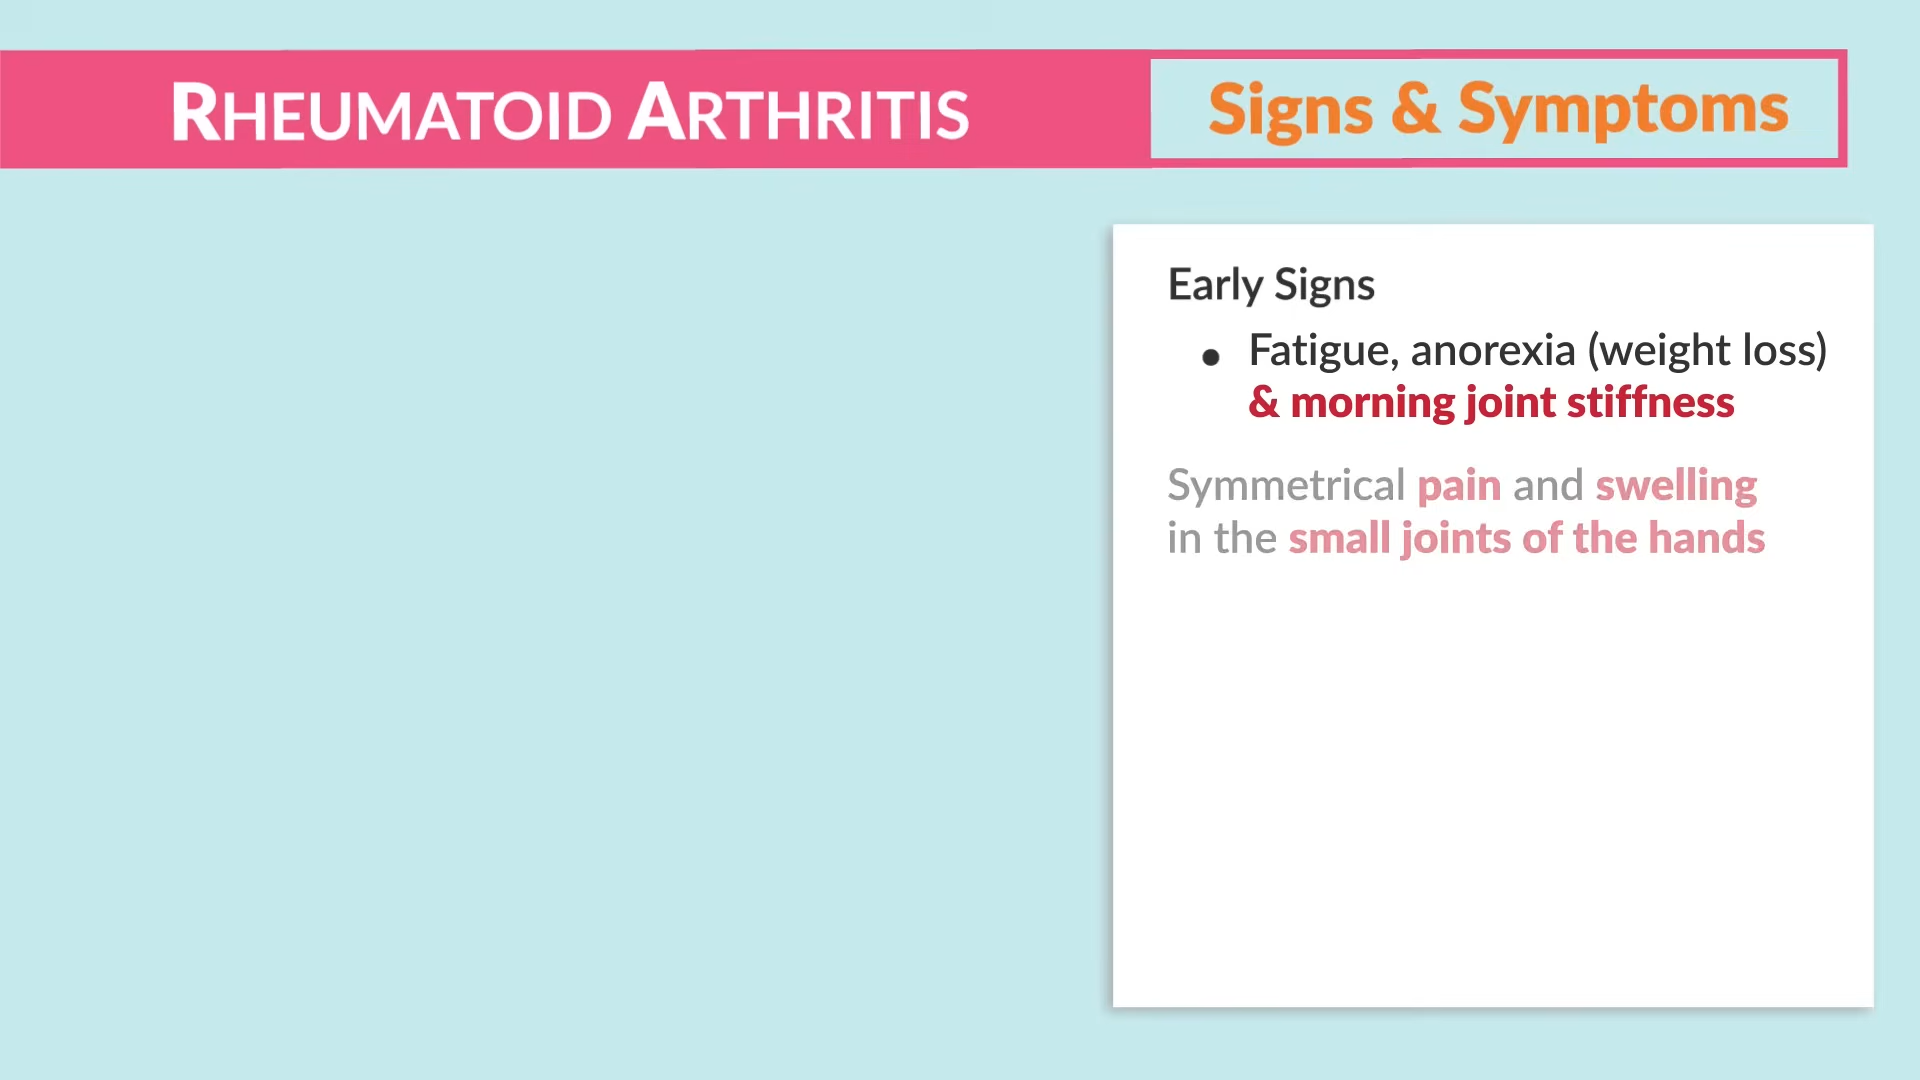 RHEUMATOID ARTHRITIS
Signs & Symptoms
Early Signs
• Fatigue, anorexia (weight loss)
& morning joint stiffness
Symmetrical pain and swelling
in the small joints of the hands